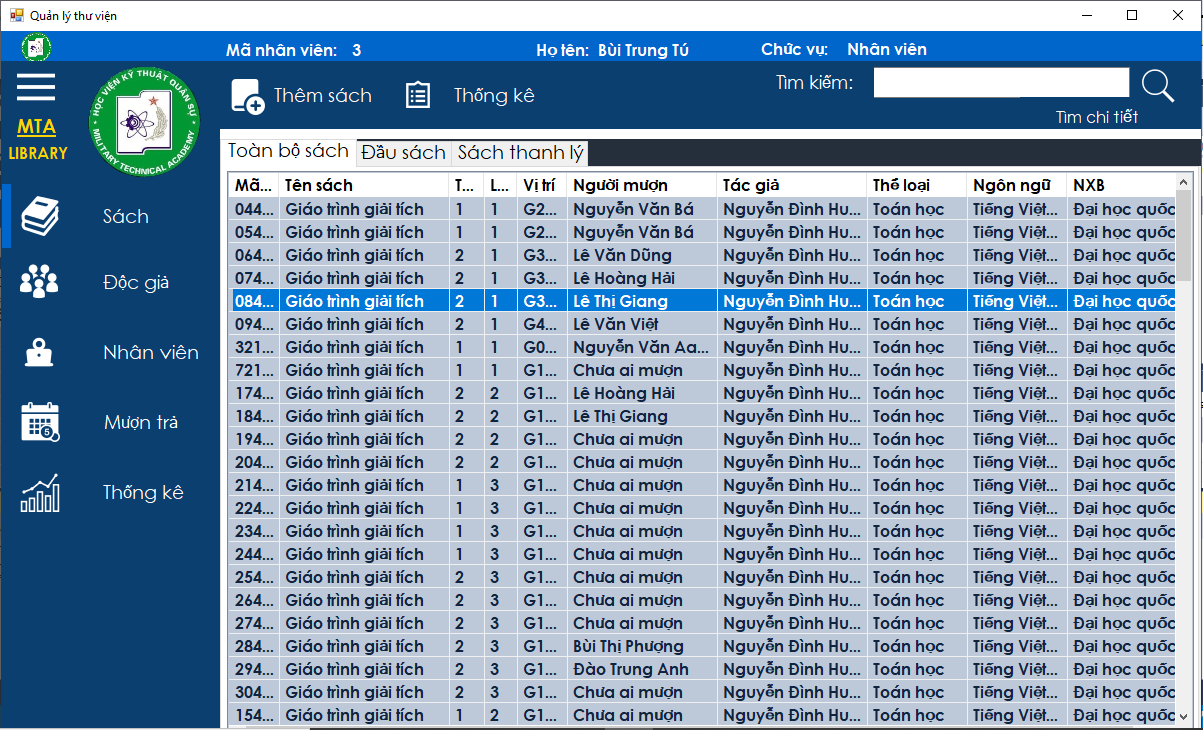 Quản lý thư viện
Mã nhân viên: 3 Họ tên: Bùi Trung Tú Chức vụ: Nhân viên
HỌC VIỆN KỸ THUẬT QUÂN SỰ
MILITARY TECHNICAL ACADEMY
MTA
LIBRARY
Thêm sách Thống kê Tìm kiếm:
Tìm chi tiết
Sách
Độc giả
Nhân viên
Mượn trả
5
Thống kê
Toàn bộ sách Đầu sách Sách thanh lý
Mã... Tên sách T... L... Vị trí Người mượn Tác giả Thể loại Ngôn ngữ NXB
044... Giáo trình giải tích 1 1 G2... Nguyễn Văn Bá Nguyễn Đình Hu... Toán học Tiếng Việt... Đại học quốc
054... Giáo trình giải tích 1 1 G2... Nguyễn Văn Bá Nguyễn Đình Hu... Toán học Tiếng Việt... Đại học quốc
064... Giáo trình giải tích 2 1 G3... Lê Văn Dũng Nguyễn Đình Hu... Toán học Tiếng Việt... Đại học quốc
074... Giáo trình giải tích 2 1 G3... Lê Hoàng Hải Nguyễn Đình Hu... Toán học Tiếng Việt... Đại học quốc
084... Giáo trình giải tích 2 1 G3... Lê Thị Giang Nguyễn Đình Hu... Toán học Tiếng Việt... Đại học quốc
094... Giáo trình giải tích 2 1 G4... Lê Văn Việt Nguyễn Đình Hu... Toán học Tiếng Việt... Đại học quốc
321... Giáo trình giải tích 1 1 G0... Nguyễn Văn Aa... Nguyễn Đình Hu... Toán học Tiếng Việt... Đại học quốc
721... Giáo trình giải tích 1 1 G1... Chưa ai mượn Nguyễn Đình Hu... Toán học Tiếng Việt... Đại học quốc
174... Giáo trình giải tích 2 2 G1... Lê Hoàng Hải Nguyễn Đình Hu... Toán học Tiếng Việt... Đại học quốc
184... Giáo trình giải tích 2 2 G1... Lê Thị Giang Nguyễn Đình Hu... Toán học Tiếng Việt... Đại học quốc
194... Giáo trình giải tích 2 2 G1... Chưa ai mượn Nguyễn Đình Hu... Toán học Tiếng Việt... Đại học quốc
204... Giáo trình giải tích 2 2 G1... Chưa ai mượn Nguyễn Đình Hu... Toán học Tiếng Việt... Đại học quốc
214... Giáo trình giải tích 1 3 G1... Chưa ai mượn Nguyễn Đình Hu... Toán học Tiếng Việt... Đại học quốc
224... Giáo trình giải tích 1 3 G1... Chưa ai mượn Nguyễn Đình Hu... Toán học Tiếng Việt... Đại học quốc
234... Giáo trình giải tích 1 3 G1... Chưa ai mượn Nguyễn Đình Hu... Toán học Tiếng Việt... Đại học quốc
244... Giáo trình giải tích 1 3 G1... Chưa ai mượn Nguyễn Đình Hu... Toán học Tiếng Việt... Đại học quốc
254... Giáo trình giải tích 2 3 G1... Chưa ai mượn Nguyễn Đình Hu... Toán học Tiếng Việt... Đại học quốc
264... Giáo trình giải tích 2 3 G1... Chưa ai mượn Nguyễn Đình Hu... Toán học Tiếng Việt... Đại học quốc
274... Giáo trình giải tích 2 3 G1... Chưa ai mượn Nguyễn Đình Hu... Toán học Tiếng Việt... Đại học quốc
284... Giáo trình giải tích 2 3 G1... Bùi Thị Phượng Nguyễn Đình Hu... Toán học Tiếng Việt... Đại học quốc
294... Giáo trình giải tích 2 3 G1... Đào Trung Anh Nguyễn Đình Hu... Toán học Tiếng Việt... Đại học quốc
304... Giáo trình giải tích 2 3 G1... Chưa ai mượn Nguyễn Đình Hu... Toán học Tiếng Việt... Đại học quốc
154... Giáo trình giải tích 1 2 G1... Chưa ai mượn Nguyễn Đình Hu... Toán học Tiếng Việt... Đại học quốc